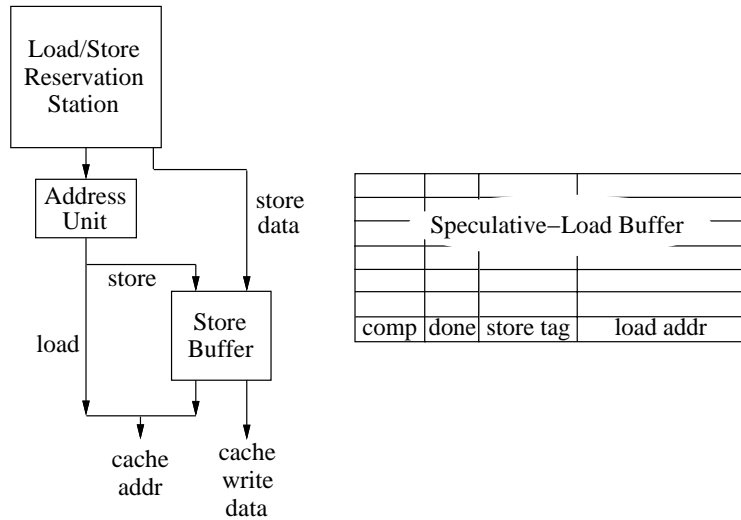 Load/Store
Reservation
Station
Address
Unit
store
data
store
load
Store
Buffer
cache
addr
cache
write
data
Speculative−Load Buffer
comp done store tag load addr